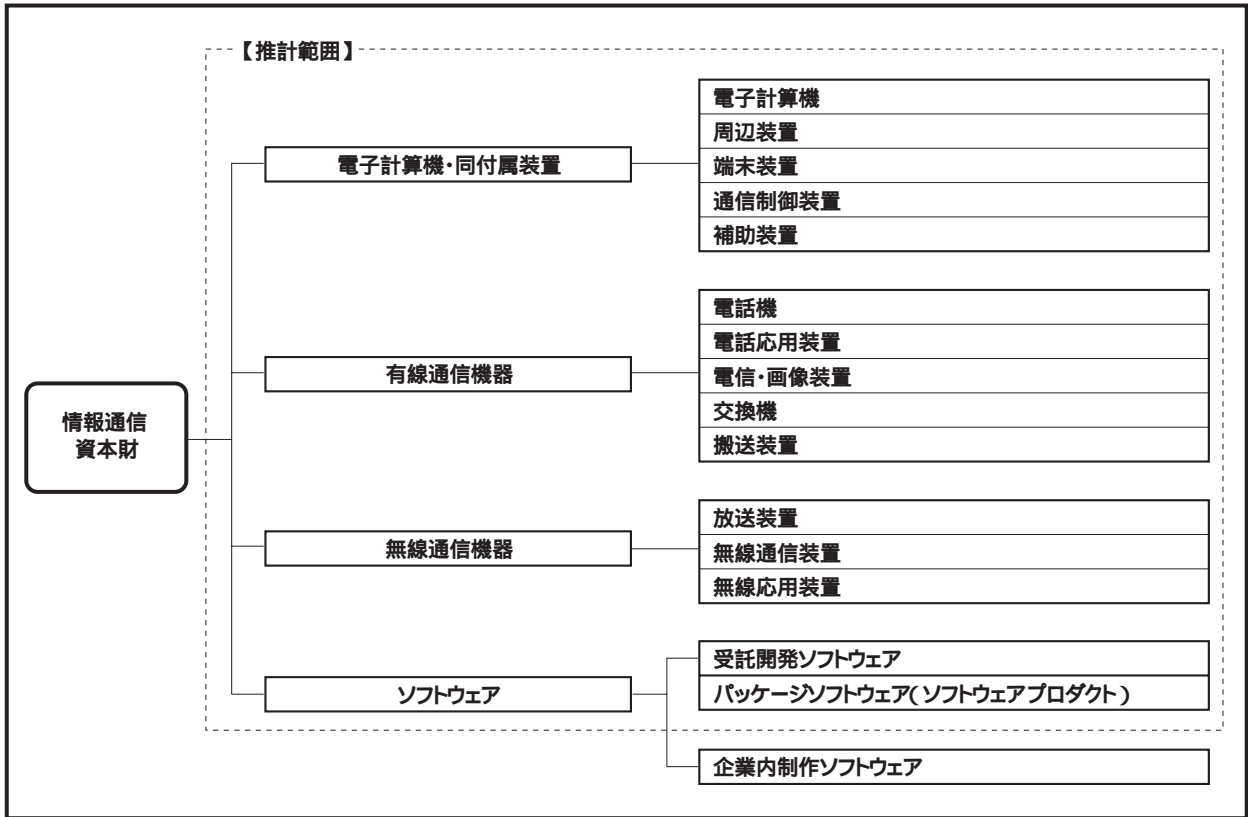 【推計範囲】
情報通信
資本財
電子計算機・同付属装置
電子計算機
周辺装置
端末装置
通信制御装置
補助装置
有線通信機器
電話機
電話応用装置
電信・画像装置
交換機
搬送装置
無線通信機器
放送装置
無線通信装置
無線応用装置
ソフトウェア
受託開発ソフトウェア
パッケージソフトウェア(ソフトウェアプロダクト)
企業内制作ソフトウェア